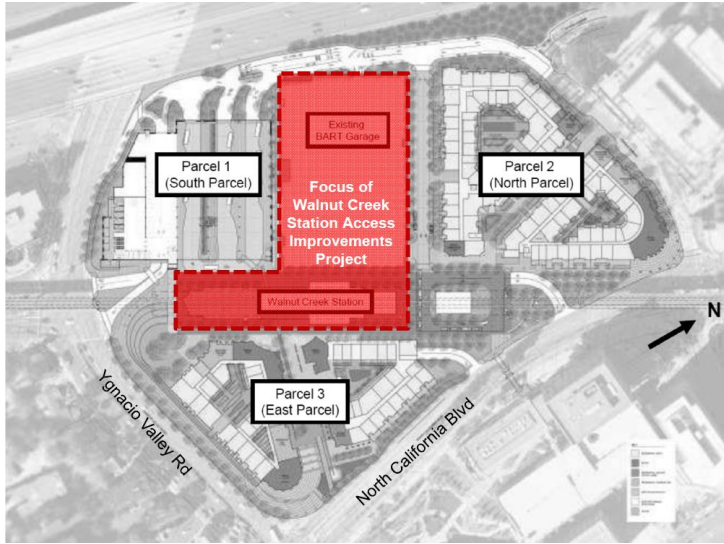 Existing
BART Garage
Parcel 1
(South Parcel)
Parcel 2
(North Parcel)
Focus of
Walnut Creek
Station Access
Improvements
Project
Walnut Creek Station
N
Parcel 3
(East Parcel)
Ygnacio Valley Rd
North California Blvd